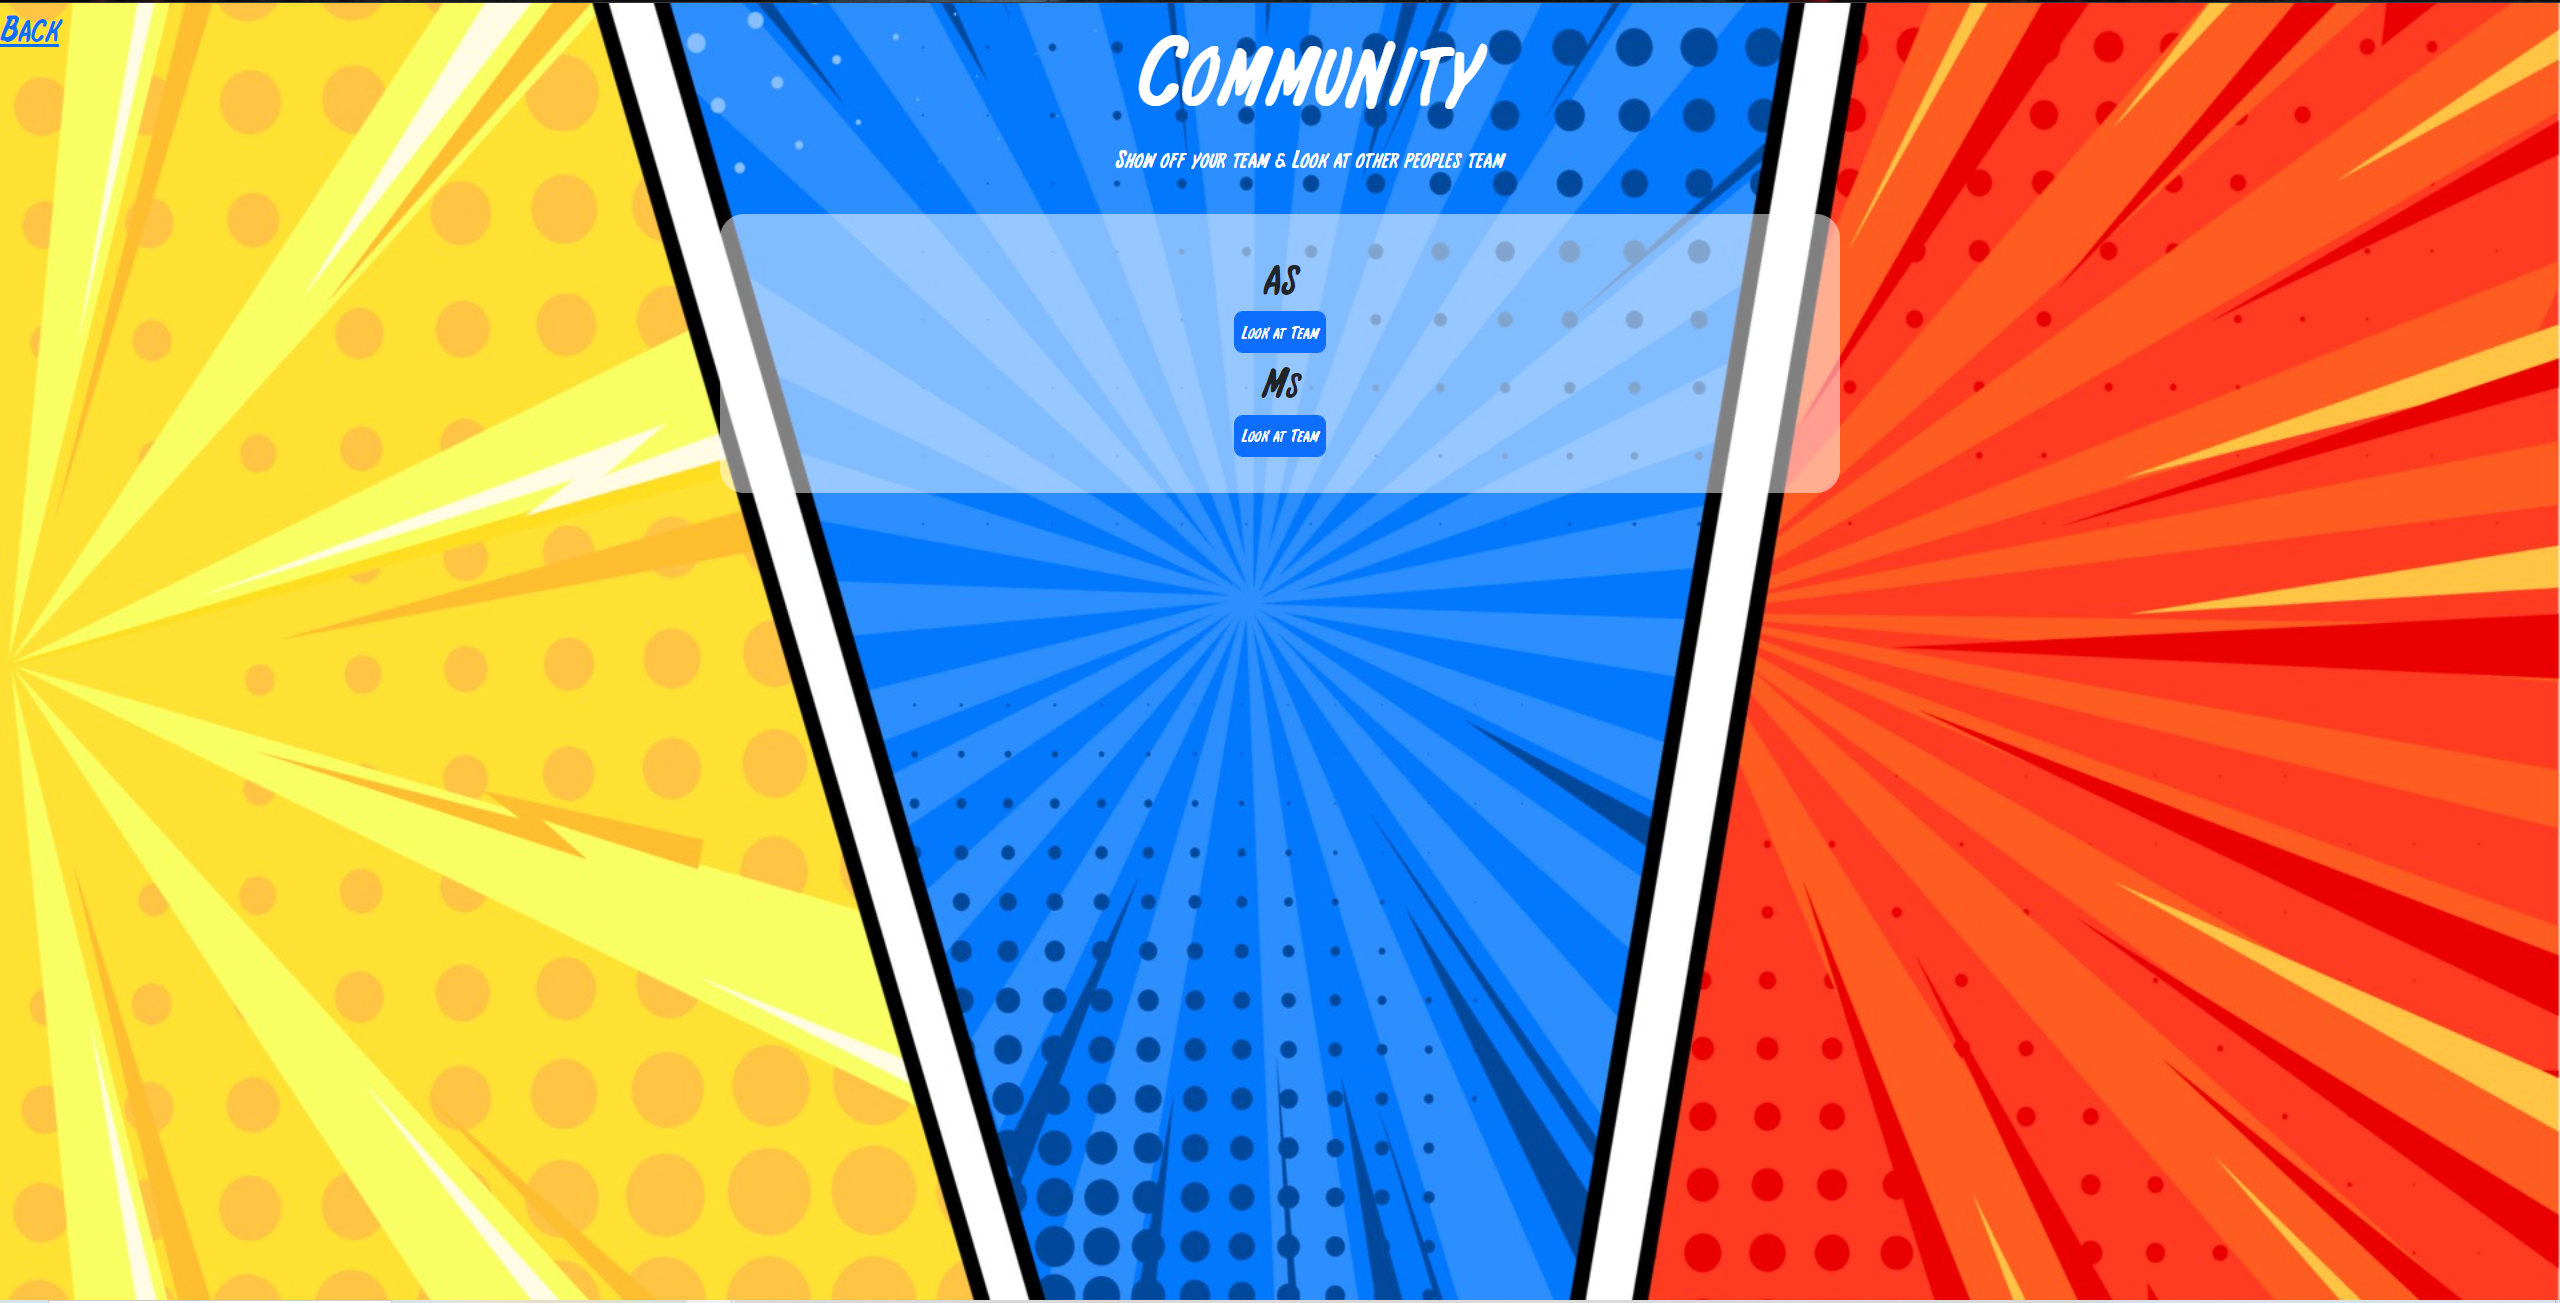 Back
Community
Show off your team & Look at other peoples team
AS
Look at Team
Ms
Look at Team